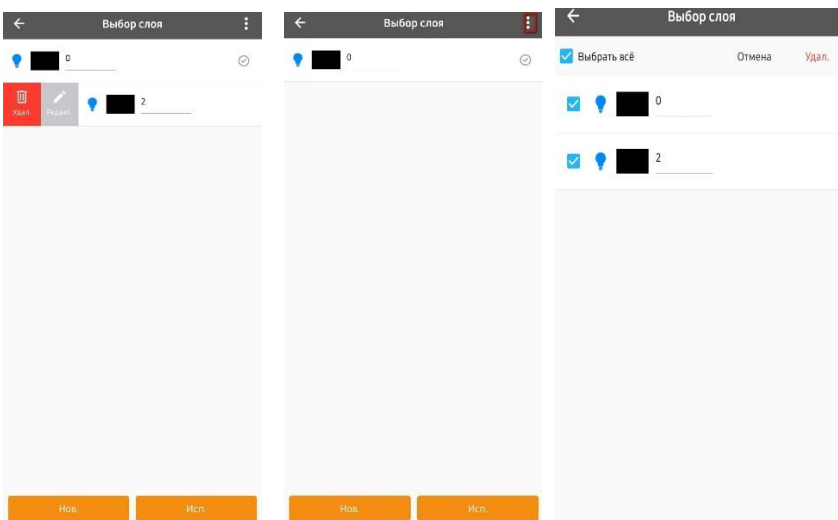 Выбор слоя
0
Удал.
Редакт.
2
Нов.
Исп.
Выбор слоя
0
Нов.
Исп.
Выбор слоя
Выбрать всё
Отмена
Удал.
0
2